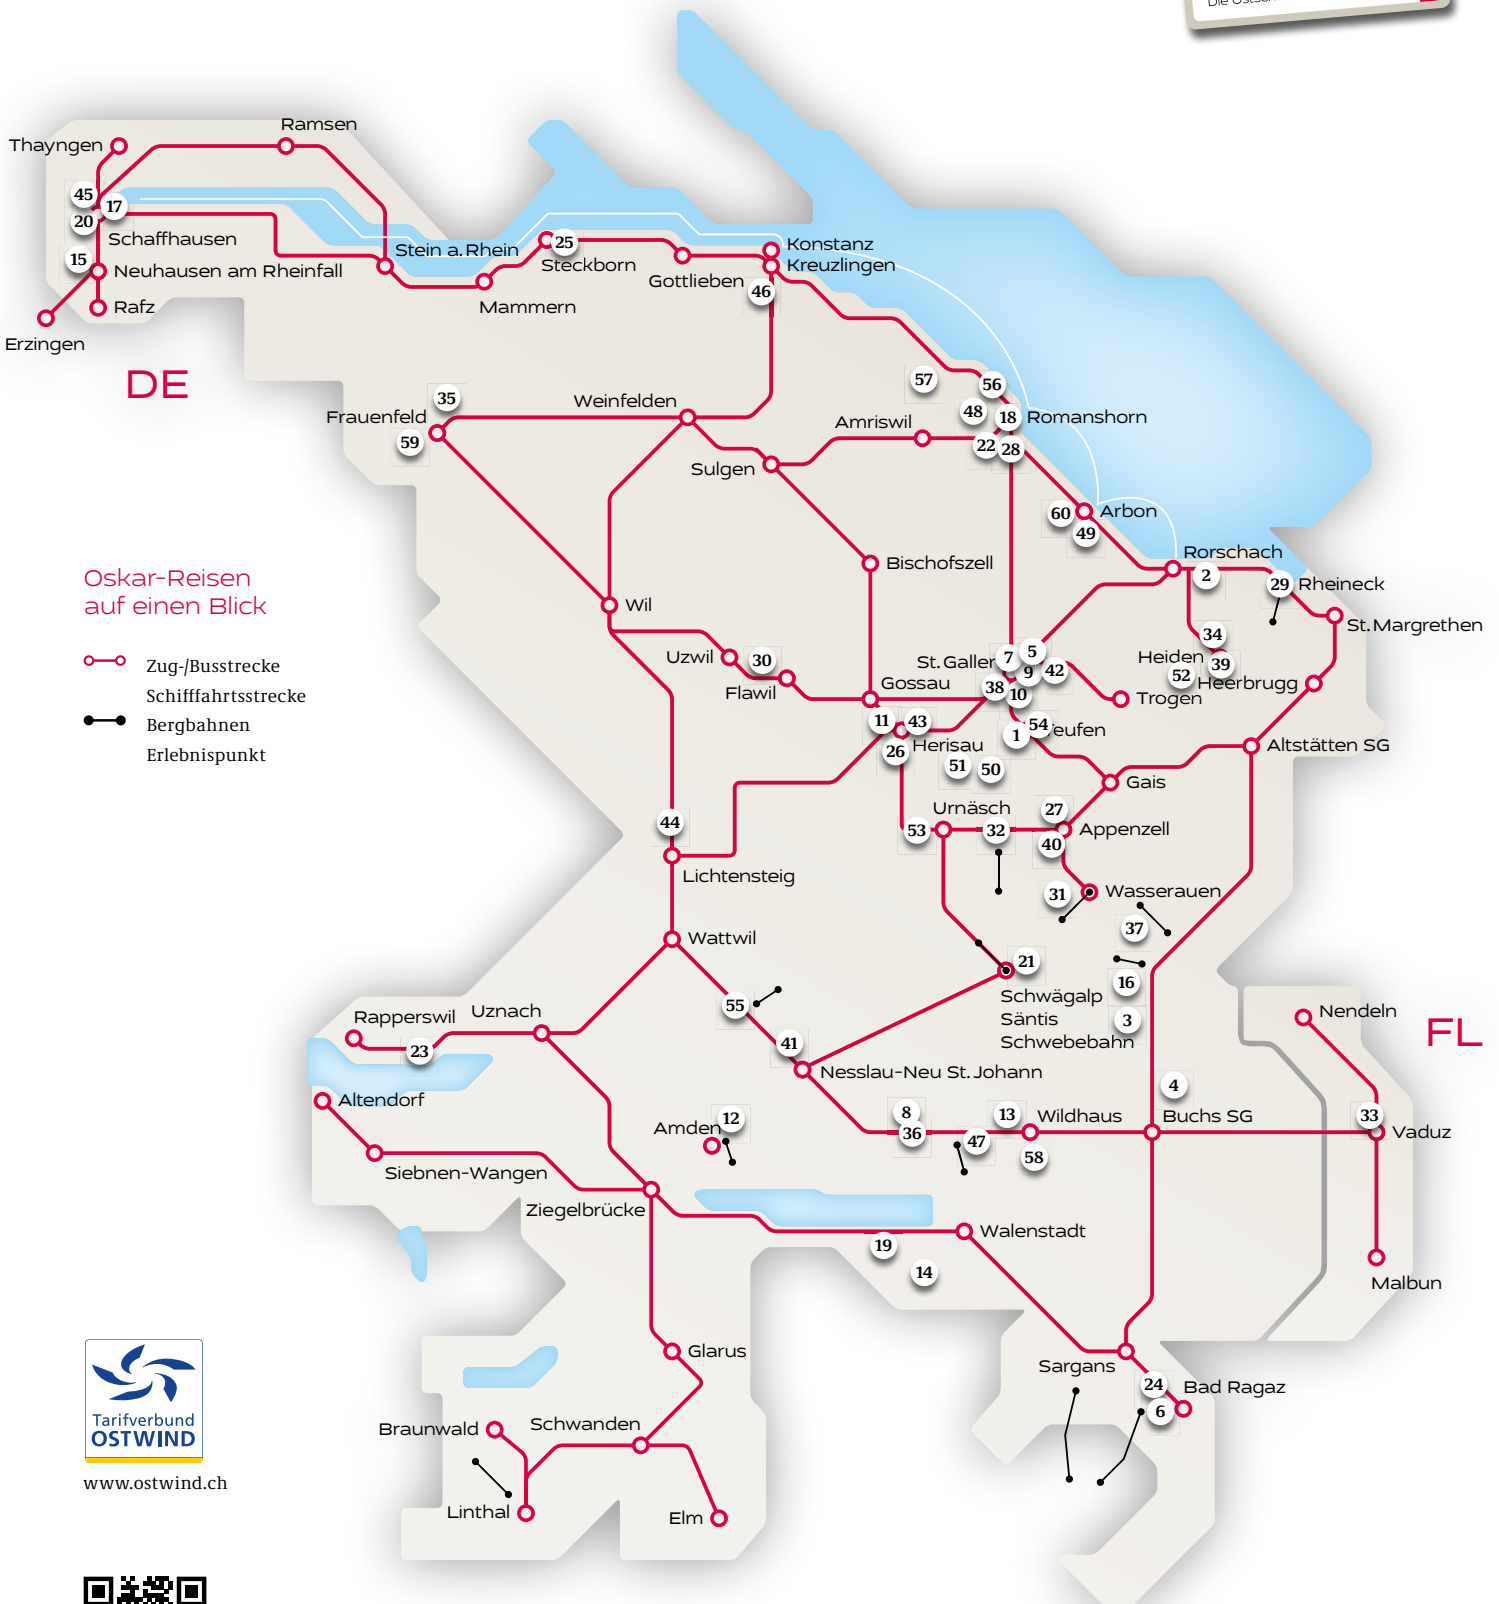 Ramsen
Thayngen
45
17
20
Schaffhausen
15
Neuhausen am Rheinfall
Rafz
Erzingen
DE
Stein a. Rhein
25
Steckborn
Mammern
Gottlieben
Konstanz
Kreuzlingen
46
57
56
48
18
Romanshorn
35
Frauenfeld
59
Weinfelden
Amriswil
22
28
Sulgen
60
Arbon
49
Bischofszell
Rorschach
2
29
Rheineck
St. Margrethen
Oskar-Reisen
auf einen Blick
Zug-/Busstrecke
Schifffahrtsstrecke
Bergbahnen
Erlebnispunkt
Wil
Uzwil
30
Flawil
Gossau
34
Heiden
39
52
Heerbrugg
7
5
St. Galler
9
42
38
10
Trogen
11
43
Herisau
26
1
54
eufen
51
50
Altstätten SG
Gais
44
Urnäsch
27
53
32
Appenzell
40
Lichtensteig
31
Wasserauen
37
Wattwil
21
Schwägalp
Säntis
Schwebebahn
16
3
55
41
Nesslau-Neu St. Johann
Rapperswil
Uznach
23
Altendorf
Nendeln
FL
4
Buchs SG
33
Vaduz
Malbun
12
Amden
8
36
13
Wildhaus
47
58
Siebnen-Wangen
Ziegelbrücke
Walenstadt
19
14
Glarus
Sargans
24
Bad Ragaz
6
Braunwald
Schwanden
Linthal
Elm
Tarifverbund
OSTWIND
www.ostwind.ch